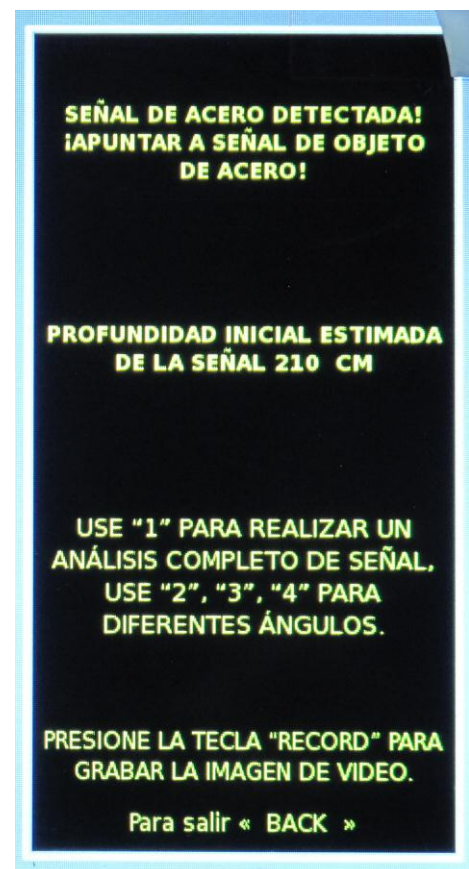 SEÑAL DE ACERO DETECTADA!
¡APUNTAR A SEÑAL DE OBJETO
DE ACERO!
PROFUNDIDAD INICIAL ESTIMADA
DE LA SEÑAL 210 CM
USE “1” PARA REALIZAR UN
ANÁLISIS COMPLETO DE SEÑAL,
USE “2”, “3”, “4” PARA
DIFERENTES ÁNGULOS.
PRESIONE LA TECLA "RECORD” PARA
GRABAR LA IMAGEN DE VIDEO.
Para salir « BACK »